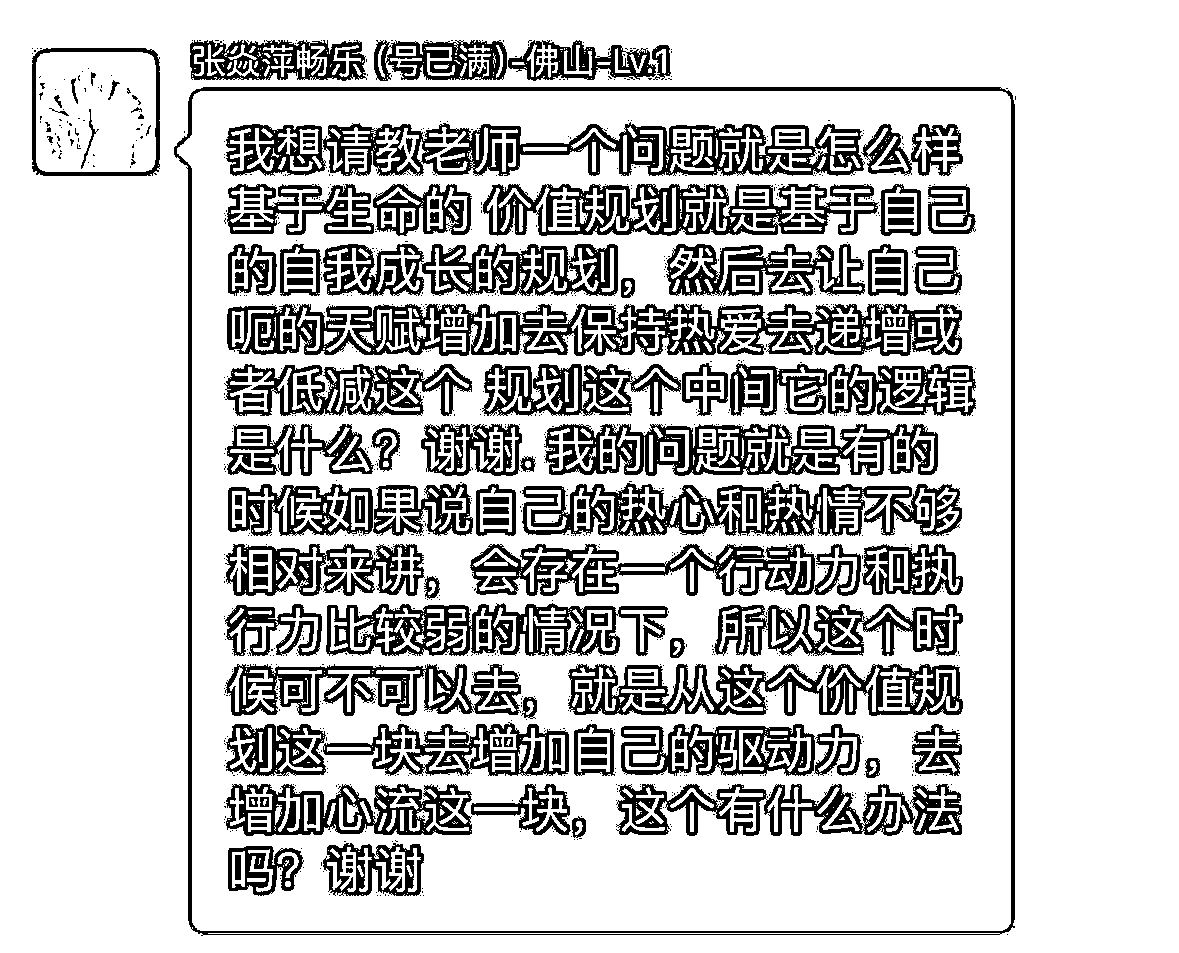 张焱萍畅乐 (号已满)-佛山-Lv.1
我想请教老师一个问题就是怎么样
基于生命的 价值规划就是基于自己
的自我成长的规划，然后去让自己
呃的天赋增加去保持热爱去递增或
者低减这个 规划这个中间它的逻辑
是什么？谢谢. 我的问题就是有的
时候如果说自己的热心和热情不够
相对来讲，会存在一个行动力和执
行力比较弱的情况下，所以这个时
候可不可以去，就是从这个价值规
划这一块去增加自己的驱动力，去
增加心流这一块，这个有什么办法
吗？谢谢